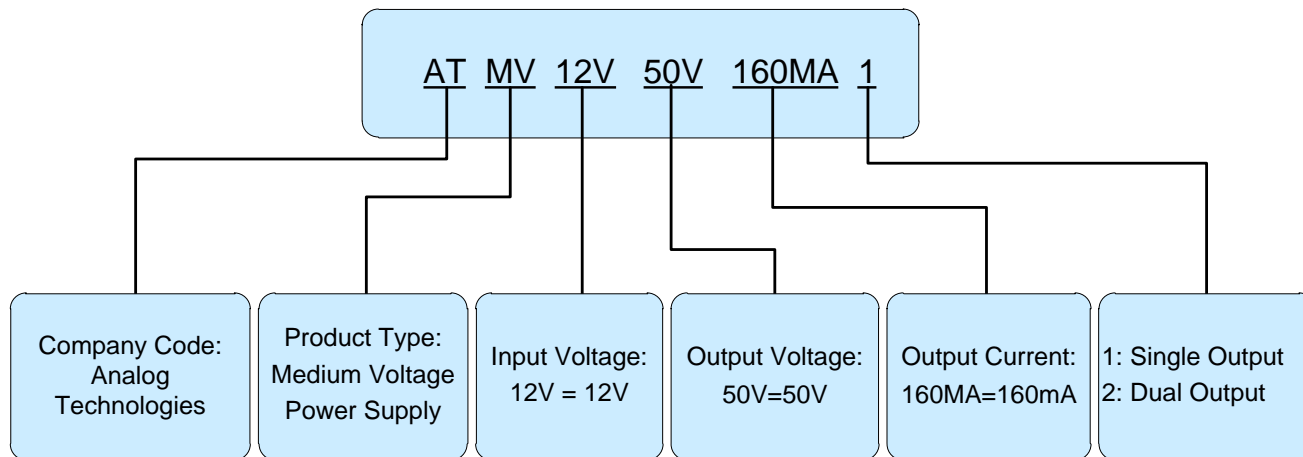 AT MV 12V 50V 160MA 1
Company Code:
Analog
Technologies
Product Type:
Medium Voltage
Power Supply
Input Voltage:
12V = 12V
Output Voltage:
50V=50V
Output Current:
160MA=160mA
1: Single Output
2: Dual Output